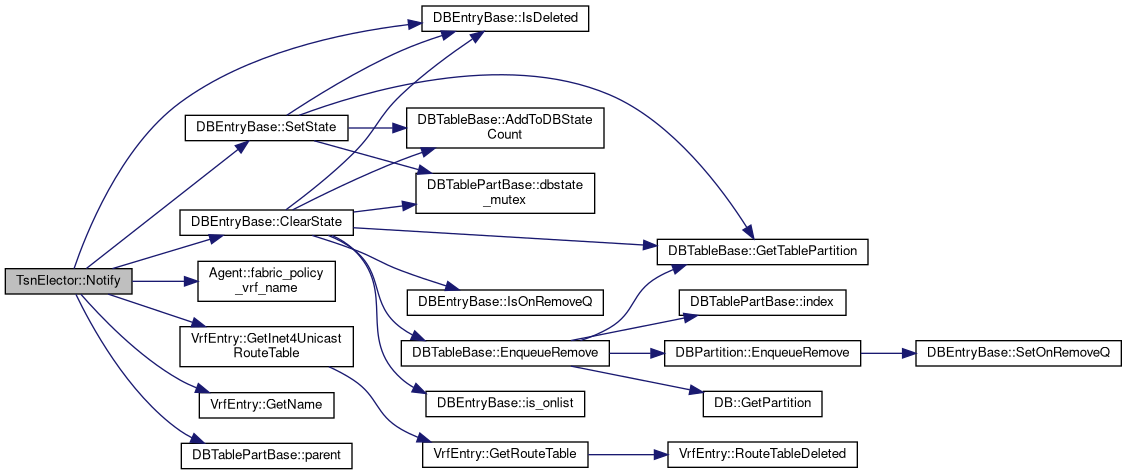 DBEntryBase::IsDeleted
DBEntryBase::SetState
DBTableBase::AddToDBState
Count
DBTablePartBase::dbstate
_mutex
DBEntryBase::ClearState
DBTableBase::GetTablePartition
TsnElector::Notify
Agent::fabric_policy
_vrf_name
DBEntryBase::IsOnRemoveQ
DBTablePartBase::index
VrfEntry::GetInet4Unicast
RouteTable
DBTableBase::EnqueueRemove
DBPartition::EnqueueRemove
DBEntryBase::SetOnRemoveQ
VrfEntry::GetName
DBEntryBase::is_onlist
DB::GetPartition
DBTablePartBase::parent
VrfEntry::GetRouteTable
VrfEntry::RouteTableDeleted